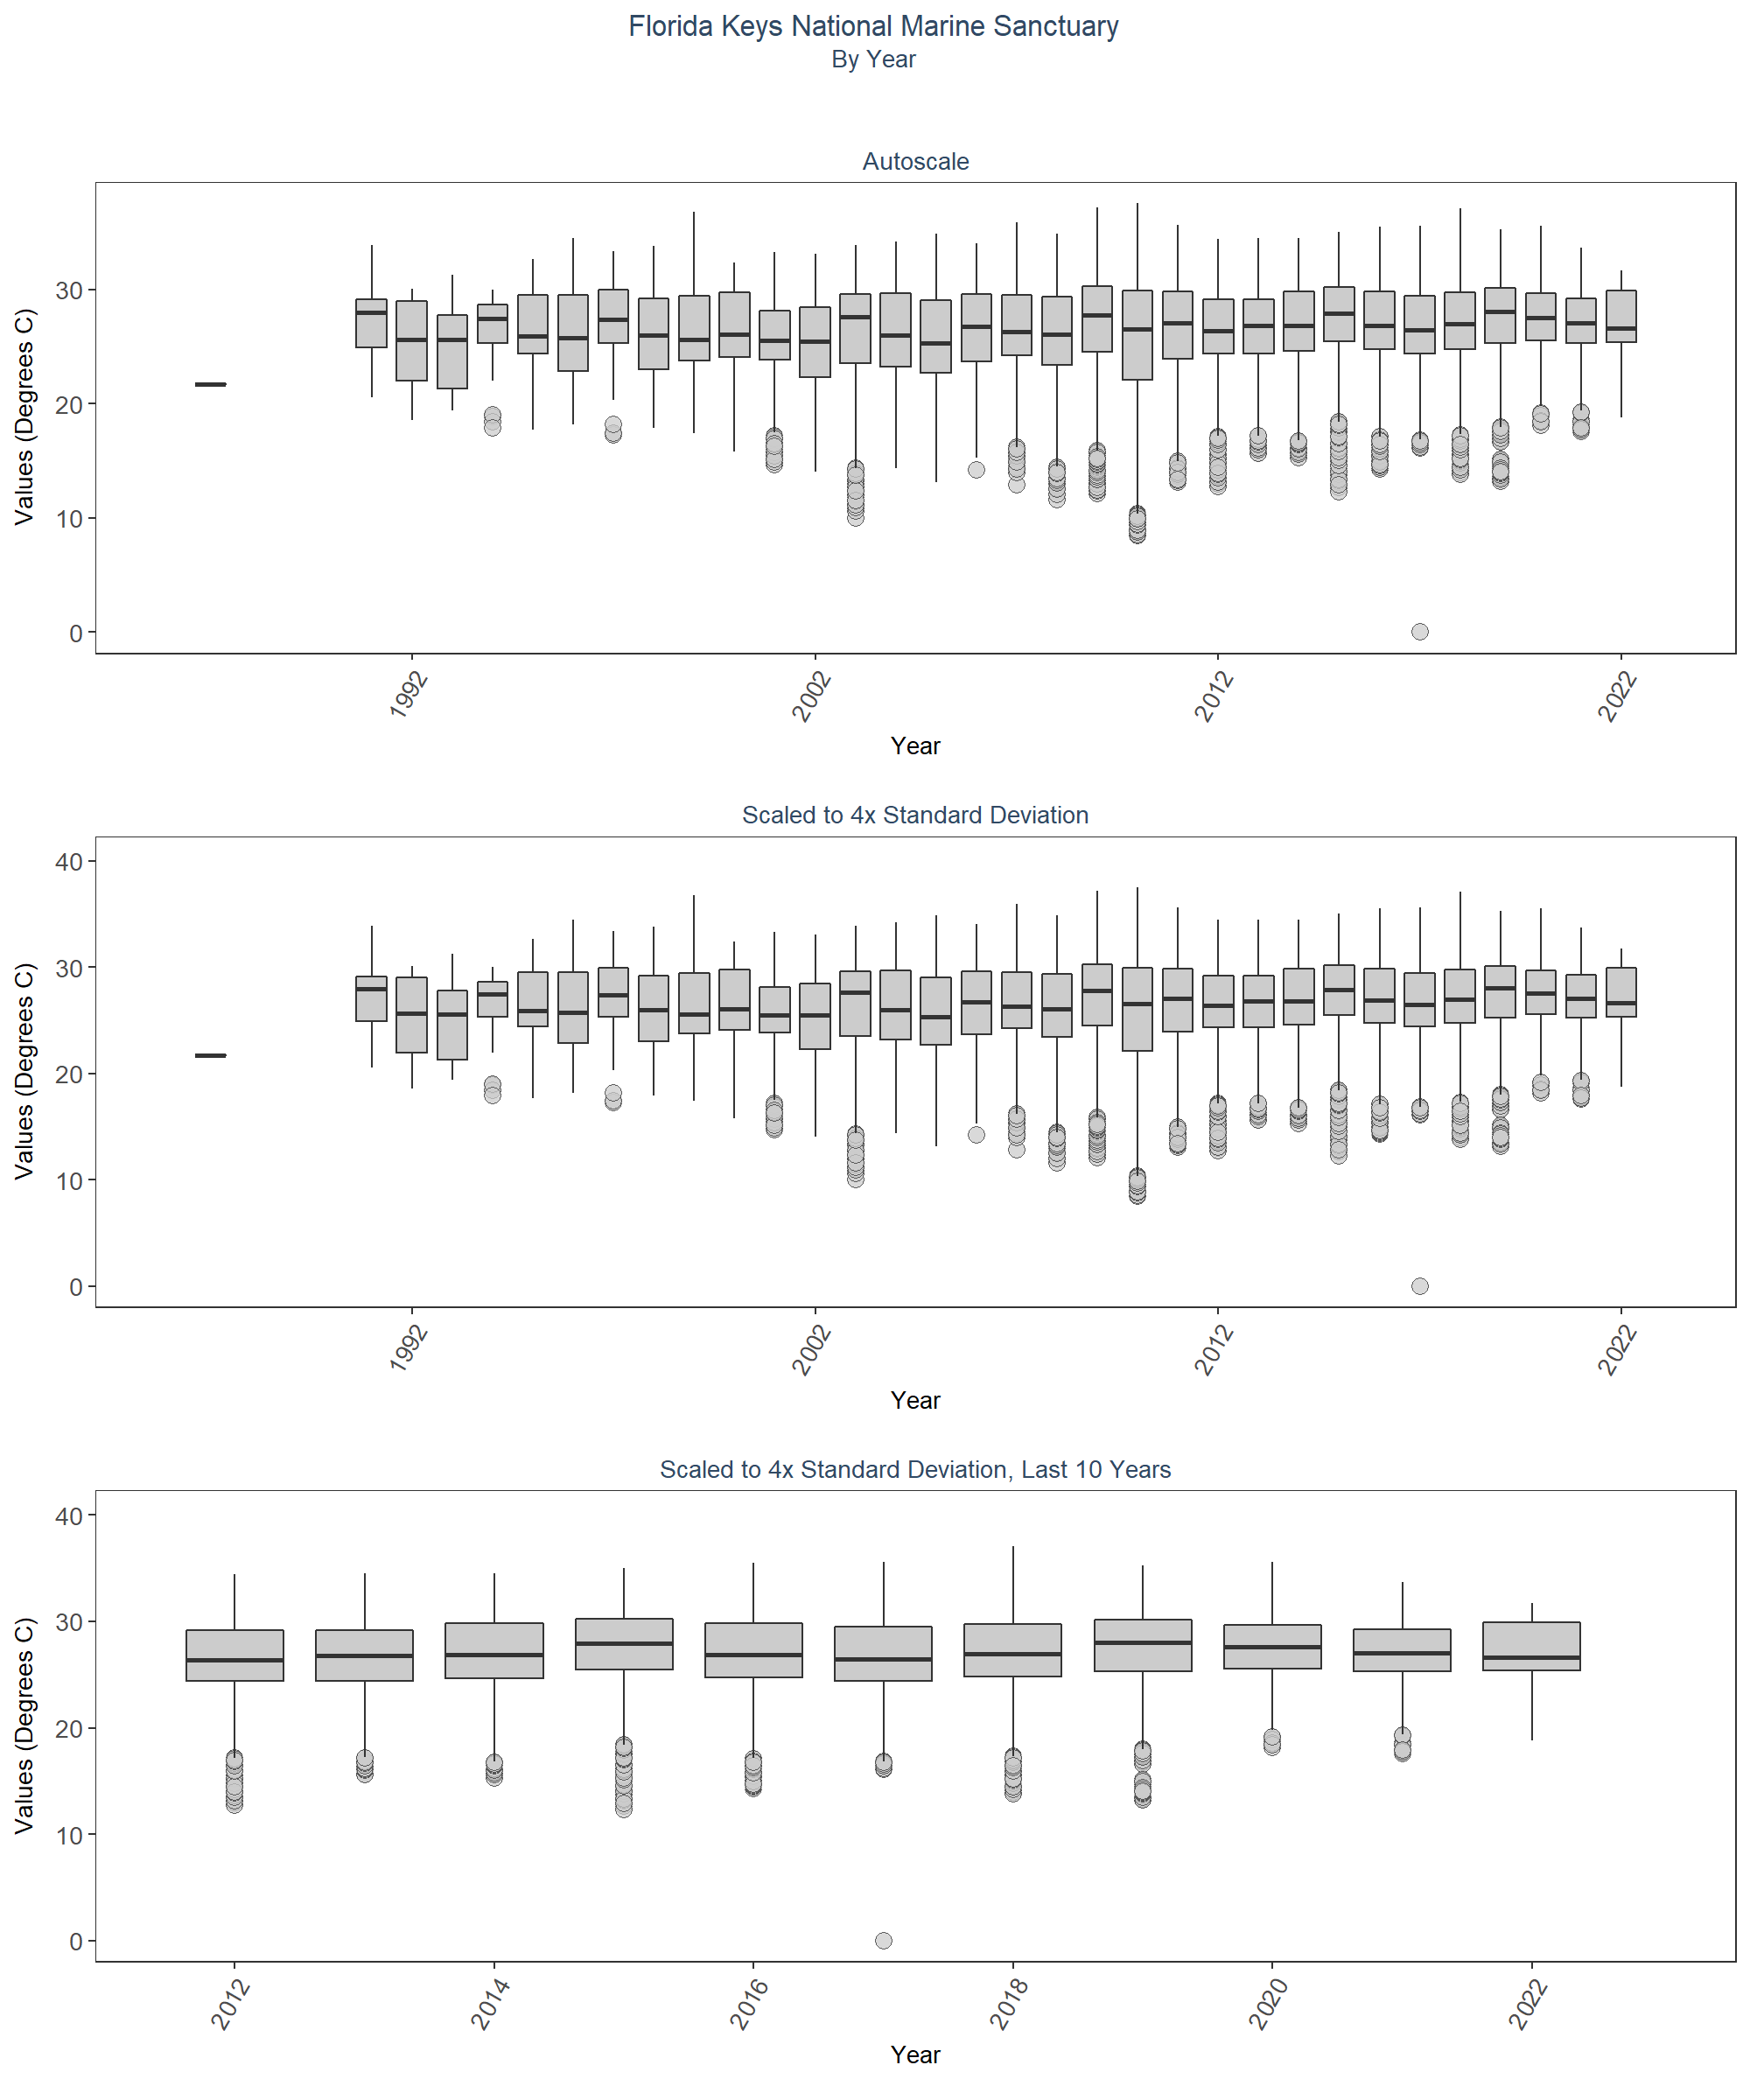 Florida Keys National Marine Sanctuary
By Year
Autoscale
Values (Degrees C)
30
20
10
0
1992
2002
2012
2022
Year
Scaled to 4x Standard Deviation
Values (Degrees C)
40
30
20
10
0
1992
2002
2012
2022
Year
Scaled to 4x Standard Deviation, Last 10 Years
Values (Degrees C)
40
30
20
10
0
2012
2014
2016
2018
2020
2022
Year